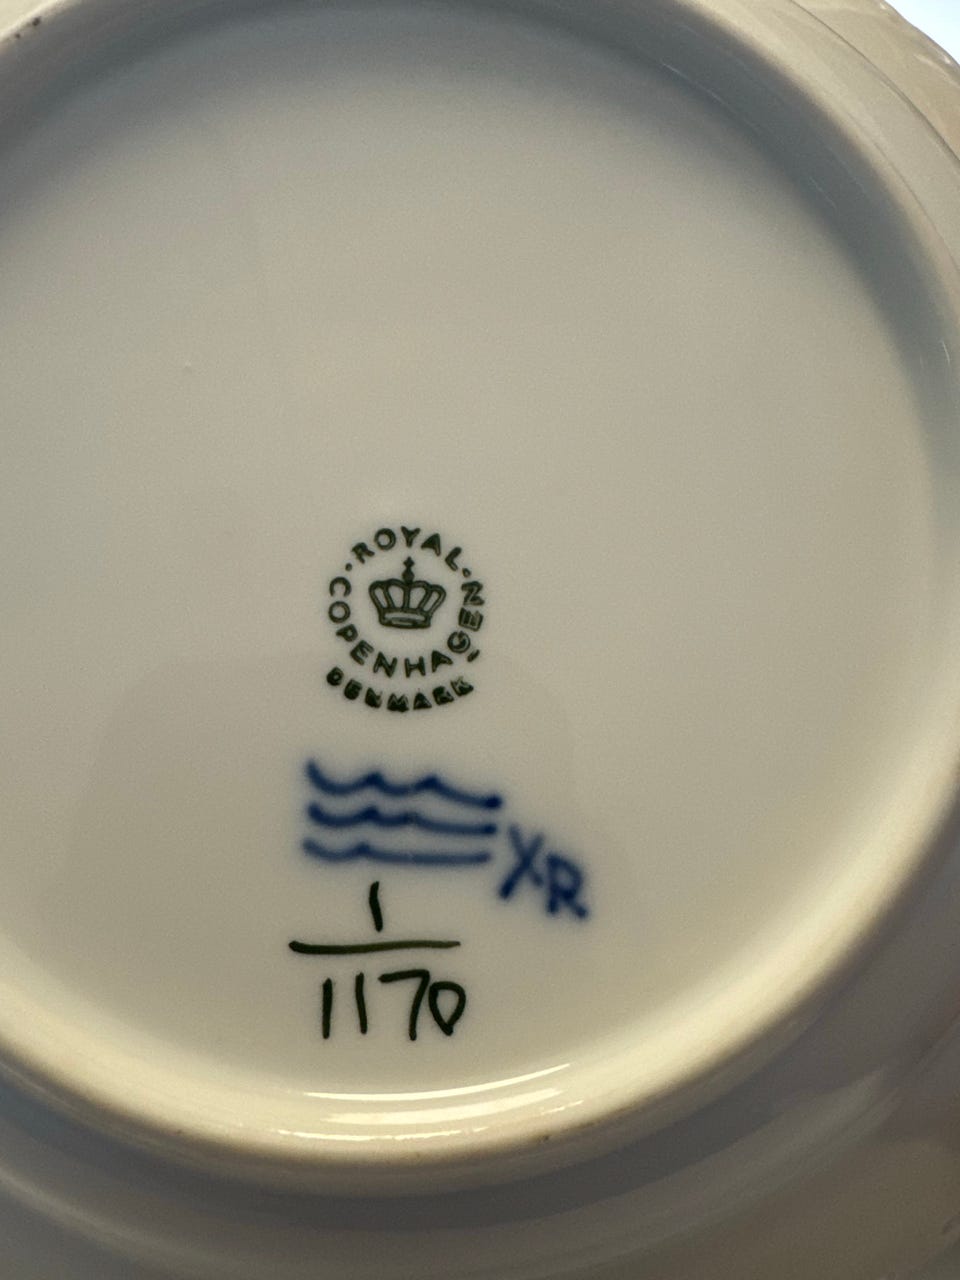 ROYAL
COPENHAGEN
DENMARK
XR
1
1170